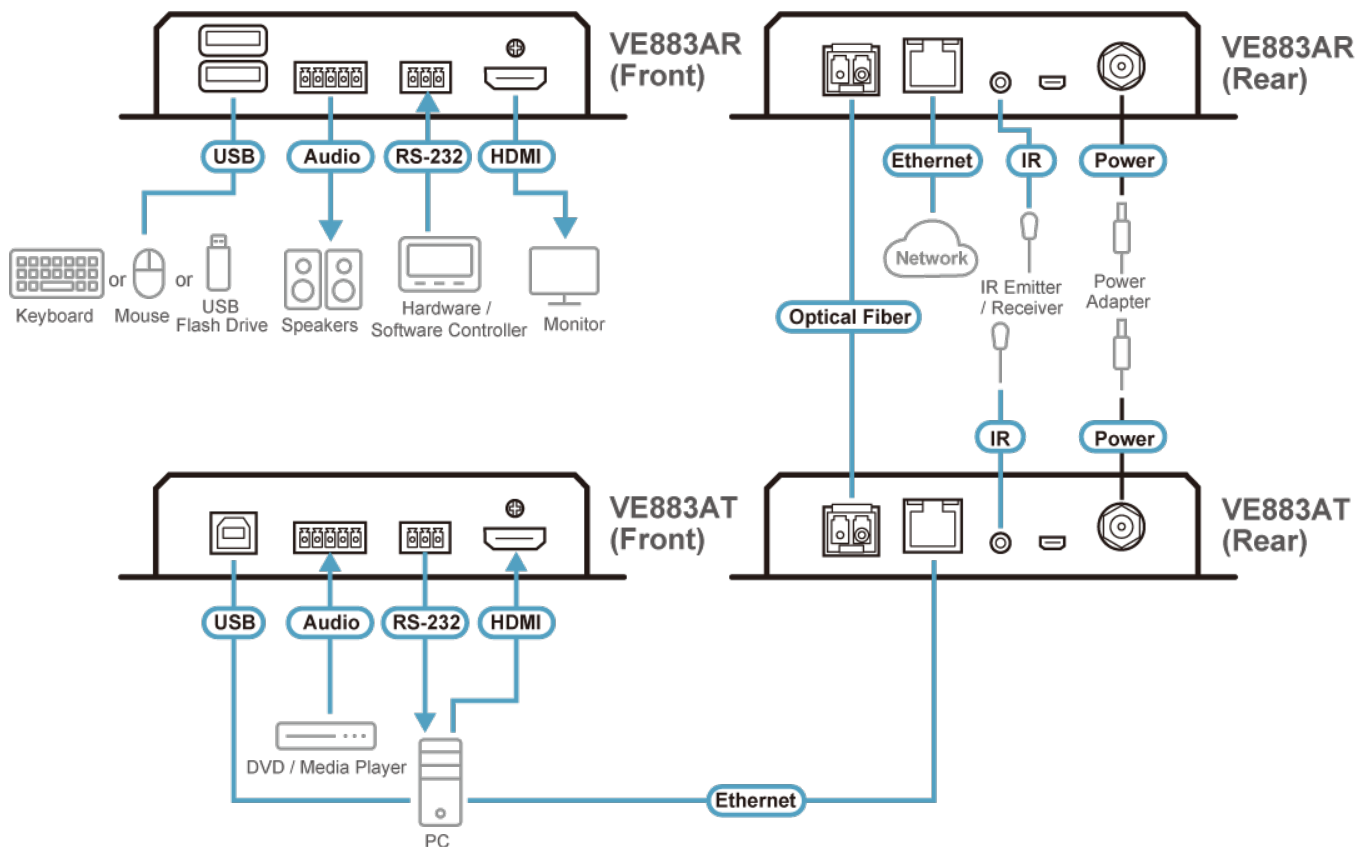 VE883AR
(Front)
USB
Audio
RS-232
HDMI
Keyboard
or
Mouse
or
USB
Flash Drive
Speakers
Hardware /
Software Controller
Monitor
VE883AR
(Rear)
Ethernet
IR
Power
Network
IR Emitter
/ Receiver
Power
Adapter
Optical Fiber
IR
Power
VE883AT
(Front)
USB
Audio
RS-232
HDMI
DVD / Media Player
PC
Ethernet
VE883AT
(Rear)